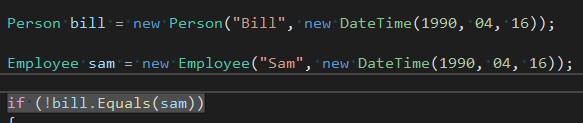 Person bill = new Person("Bill", new DateTime(1990, 04, 16));
Employee sam = new Employee("Sam", new DateTime(1990, 04, 16));
if (!bill.Equals(sam))